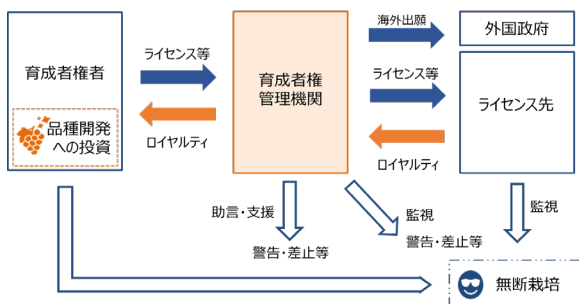 育成者権者
品種開発
への投資
ライセンス等
ロイヤルティ
育成者権
管理機関
海外出願
ライセンス等
ロイヤルティ
外国政府
ライセンス先
助言・支援
警告・差止等
監視
警告・差止等
監視
無断栽培